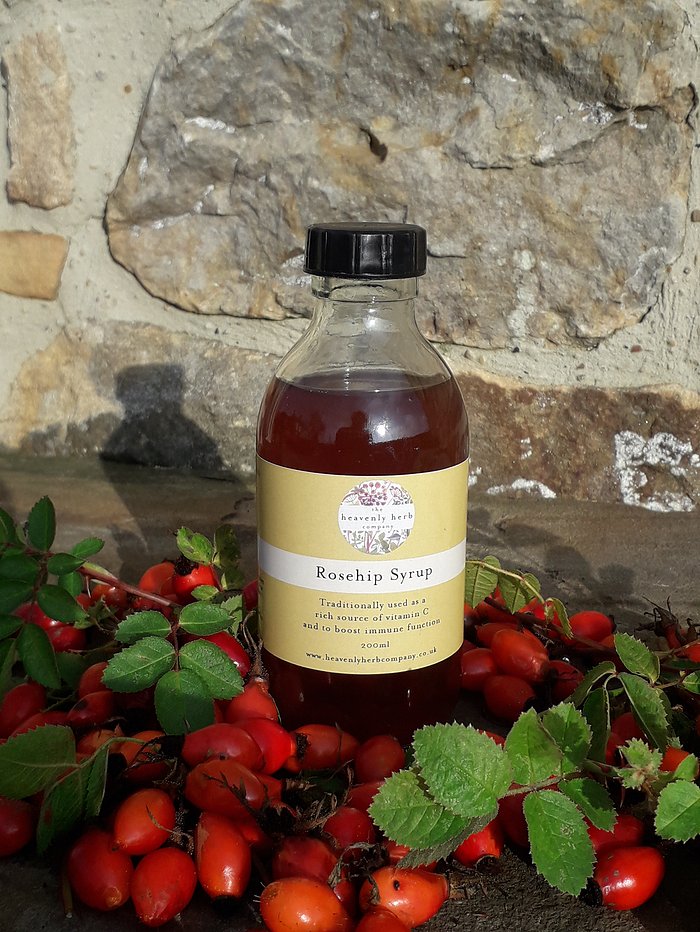 the
heavenly herb
company
Rosehip Syrup
Traditionally used as a
rich source of vitamin C
and to boost immune function
200ml
www.heavenlyherbcompany.co.uk